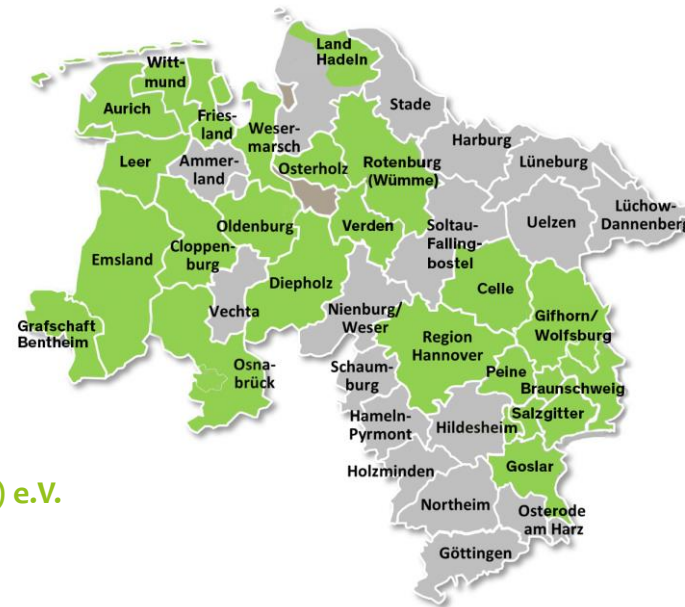 Land
Hadeln
Witt-
mund
Aurich
Fries-
land
Weser-
marsch
Stade
Harburg
Leer
Ammer-
land
Osterholz
Rotenburg
(Wümme)
Lüneburg
Lüchow-
Dannenberg
Uelzen
Oldenburg
Verden
Soltau-
Falling-
bostel
Emsland
Cloppen-
burg
Diepholz
Celle
Vechta
Nienburg/
Weser
Gifhorn/
Wolfsburg
Grafschaft
Bentheim
Region
Hannover
Osna-
brück
Schaum-
burg
Peine
Braunschweig
Hameln-
Pyrmont
Hildesheim
Salzgitter
Holzminden
Goslar
) e.V.
Northeim
Osterode
am Harz
Göttingen